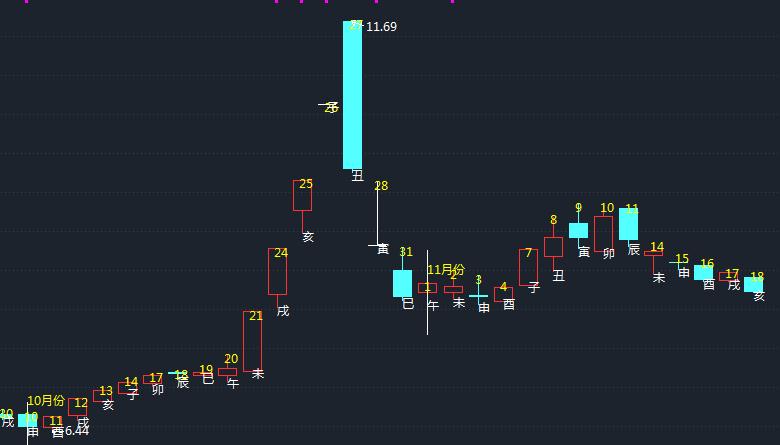 27
11.69
26
子
丑
25
28
亥
寅
24
戌
31
11月份
巳
1
午
2
未
3
申
4
酉
7
子
8
丑
9
寅
10
卯
11
辰
14
未
15
申
16
酉
17
戌
18
亥
21
未
20
午
19
巳
18
辰
17
卯
14
子
13
亥
12
戌
10月份
11
酉
6.44
10
申
30
戌